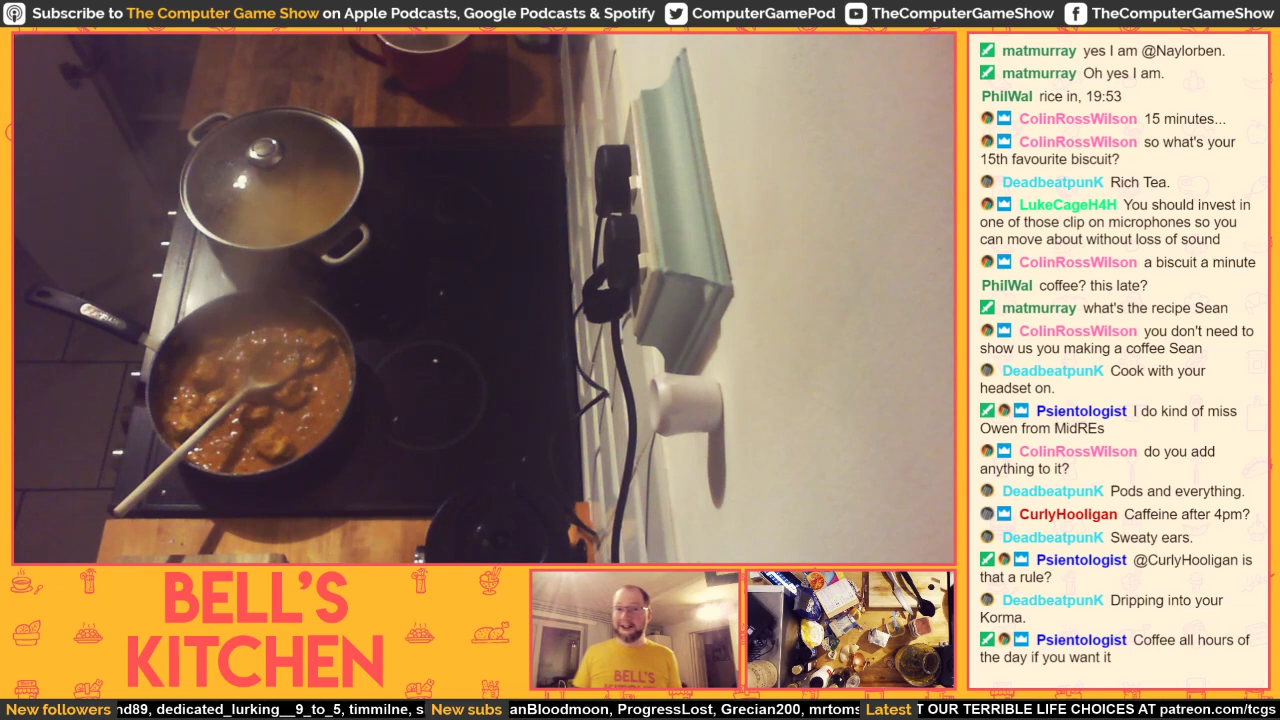 Subscribe to The Computer Game Show on Apple Podcasts, Google Podcasts & Spotify ComputerGamePod TheComputerGameShow TheComputerGameShow
matmurray yes I am @Naylorben.
matmurray Oh yes I am.
PhilWal rice in, 19:53
ColinRossWilson 15 minutes...
ColinRossWilson so what's your
15th favourite biscuit?
DeadbeatpunK Rich Tea.
LukeCageH4H You should invest in
one of those clip on microphones so you
can move about without loss of sound
ColinRossWilson a biscuit a minute
PhilWal coffee? this late?
matmurray what's the recipe Sean
ColinRossWilson you don't need to
show us you making a coffee Sean
DeadbeatpunK Cook with your
headset on.
Psientologist I do kind of miss
Owen from MidREs
ColinRossWilson do you add
anything to it?
DeadbeatpunK Pods and everything.
CurlyHooligan Caffeine after 4pm?
DeadbeatpunK Sweaty ears.
Psientologist @CurlyHooligan is
that a rule?
DeadbeatpunK Dripping into your
Korma.
Psientologist Coffee all hours of
the day if you want it
BELL'S
KITCHEN
BELL'S
KITCHEN
New followers nd89, dedicated_lurking__9_to_5, timmilne, s New subs anBloodmoon, ProgressLost, Grecian200, mrtoms Latest T OUR TERRIBLE LIFE CHOICES AT patreon.com/tcgs